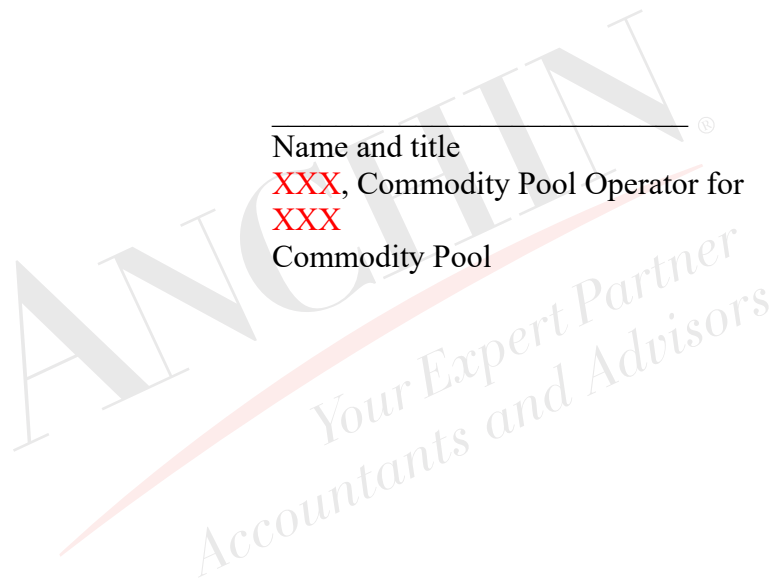 Name and title
XXX, Commodity Pool Operator for
XXX
Commodity Pool
ANCHIN®
Your Expert Partner
Accountants and Advisors